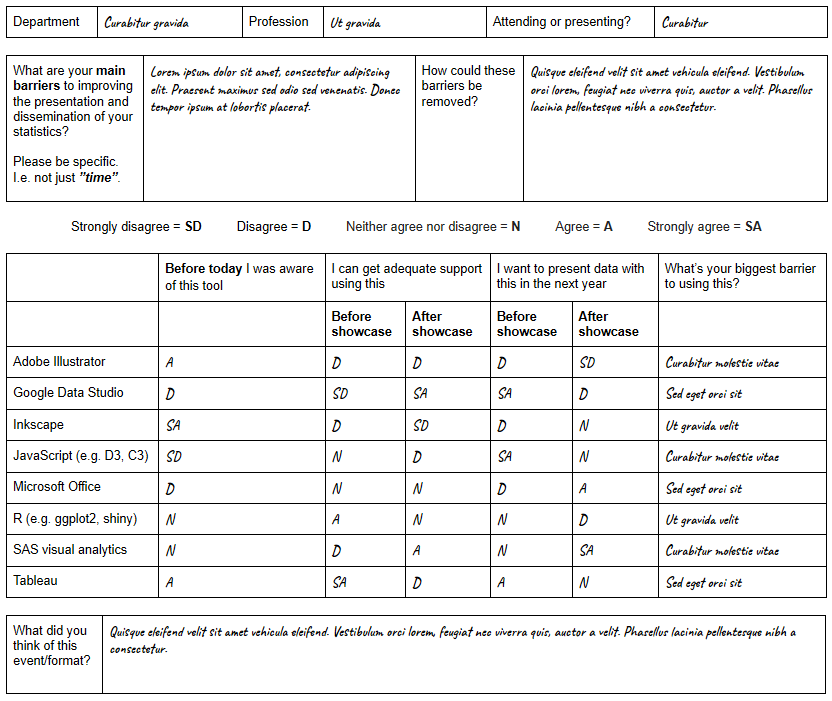 Department Curabitur gravida Profession Ut gravida Attending or presenting? Curabitur
What are your main
barriers to improving
the presentation and
dissemination of your
statistics?
Please be specific.
I.e. not just "time".
Lorem ipsum dolor sit amet, consectetur adipiscing
elit. Praesent maximus sed odio sed venenatis. Donec
tempor ipsum at lobortis placerat.
How could these
barriers be
removed?
Quisque eleifend velit sit amet vehicula eleifend. Vestibulum
orci lorem, feugiat nec viverra quis, auctor a velit. Phasellus
lacinia pellentesque nibh a consectetur.
Strongly disagree = SD Disagree = D Neither agree nor disagree = N Agree = A Strongly agree = SA
Before today I was aware
of this tool
I can get adequate support
using this
I want to present data with
this in the next year
What's your biggest barrier
to using this?
Before
showcase
After
showcase
Before
showcase
After
showcase
Adobe Illustrator A D D D SD Curabitur molestie vitae
Google Data Studio D SD SA SA D Sed eget orci sit
Inkscape SA D SD D N Ut gravida velit
JavaScript (e.g. D3, C3) SD N D SA N Curabitur molestie vitae
Microsoft Office D N N D A Sed eget orci sit
R (e.g. ggplot2, shiny) N A N N D Ut gravida velit
SAS visual analytics N D A N SA Curabitur molestie vitae
Tableau A SA D A N Sed eget orci sit
What did you
think of this
event/format?
Quisque eleifend velit sit amet vehicula eleifend. Vestibulum orci lorem, feugiat nec viverra quis, auctor a velit. Phasellus lacinia pellentesque nibh a
consectetur.